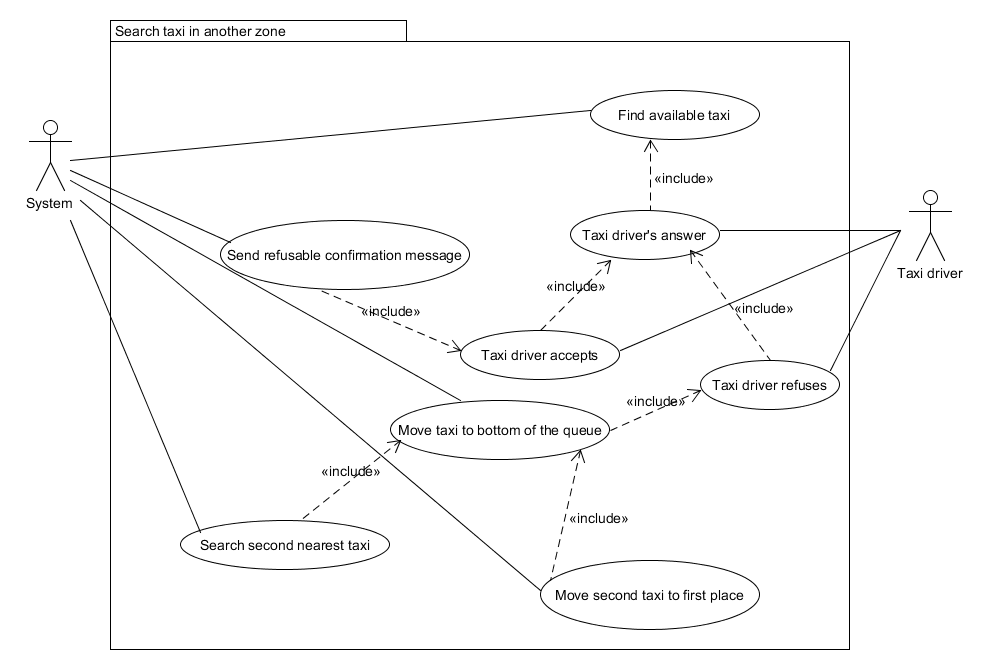 Search taxi in another zone
Find available taxi
«include»
System
Taxi driver's answer
Send refusable confirmation message
Taxi driver
«include»
«include»
«include»
Taxi driver accepts
Taxi driver refuses
«include»
Move taxi to bottom of the queue
«include»
«include»
Search second nearest taxi
Move second taxi to first place